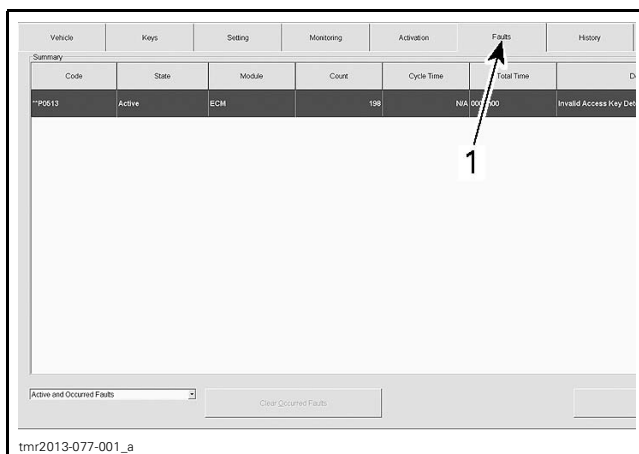 Vehicle Keys Setting Monitoring Activation Faults History
Summary
Code State Module Count Cycle Time Total Time D
**P0513 Active ECM 198 N/A Invalid Access Key Det
1
Active and Occurred Faults Clear Occurred Faults
tmr2013-077-001_a